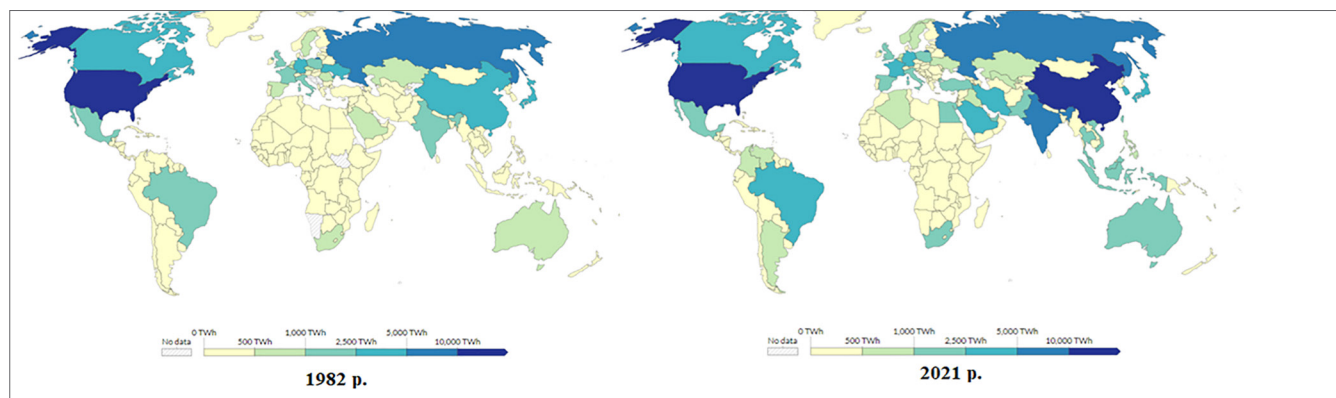 0 TWh 1,000 TWh 5,000 TWh
No data 500 TWh 2,500 TWh 10,000 TWh
1982 р.
0 TWh 1,000 TWh 5,000 TWh
No data 500 TWh 2,500 TWh 10,000 TWh
2021 р.